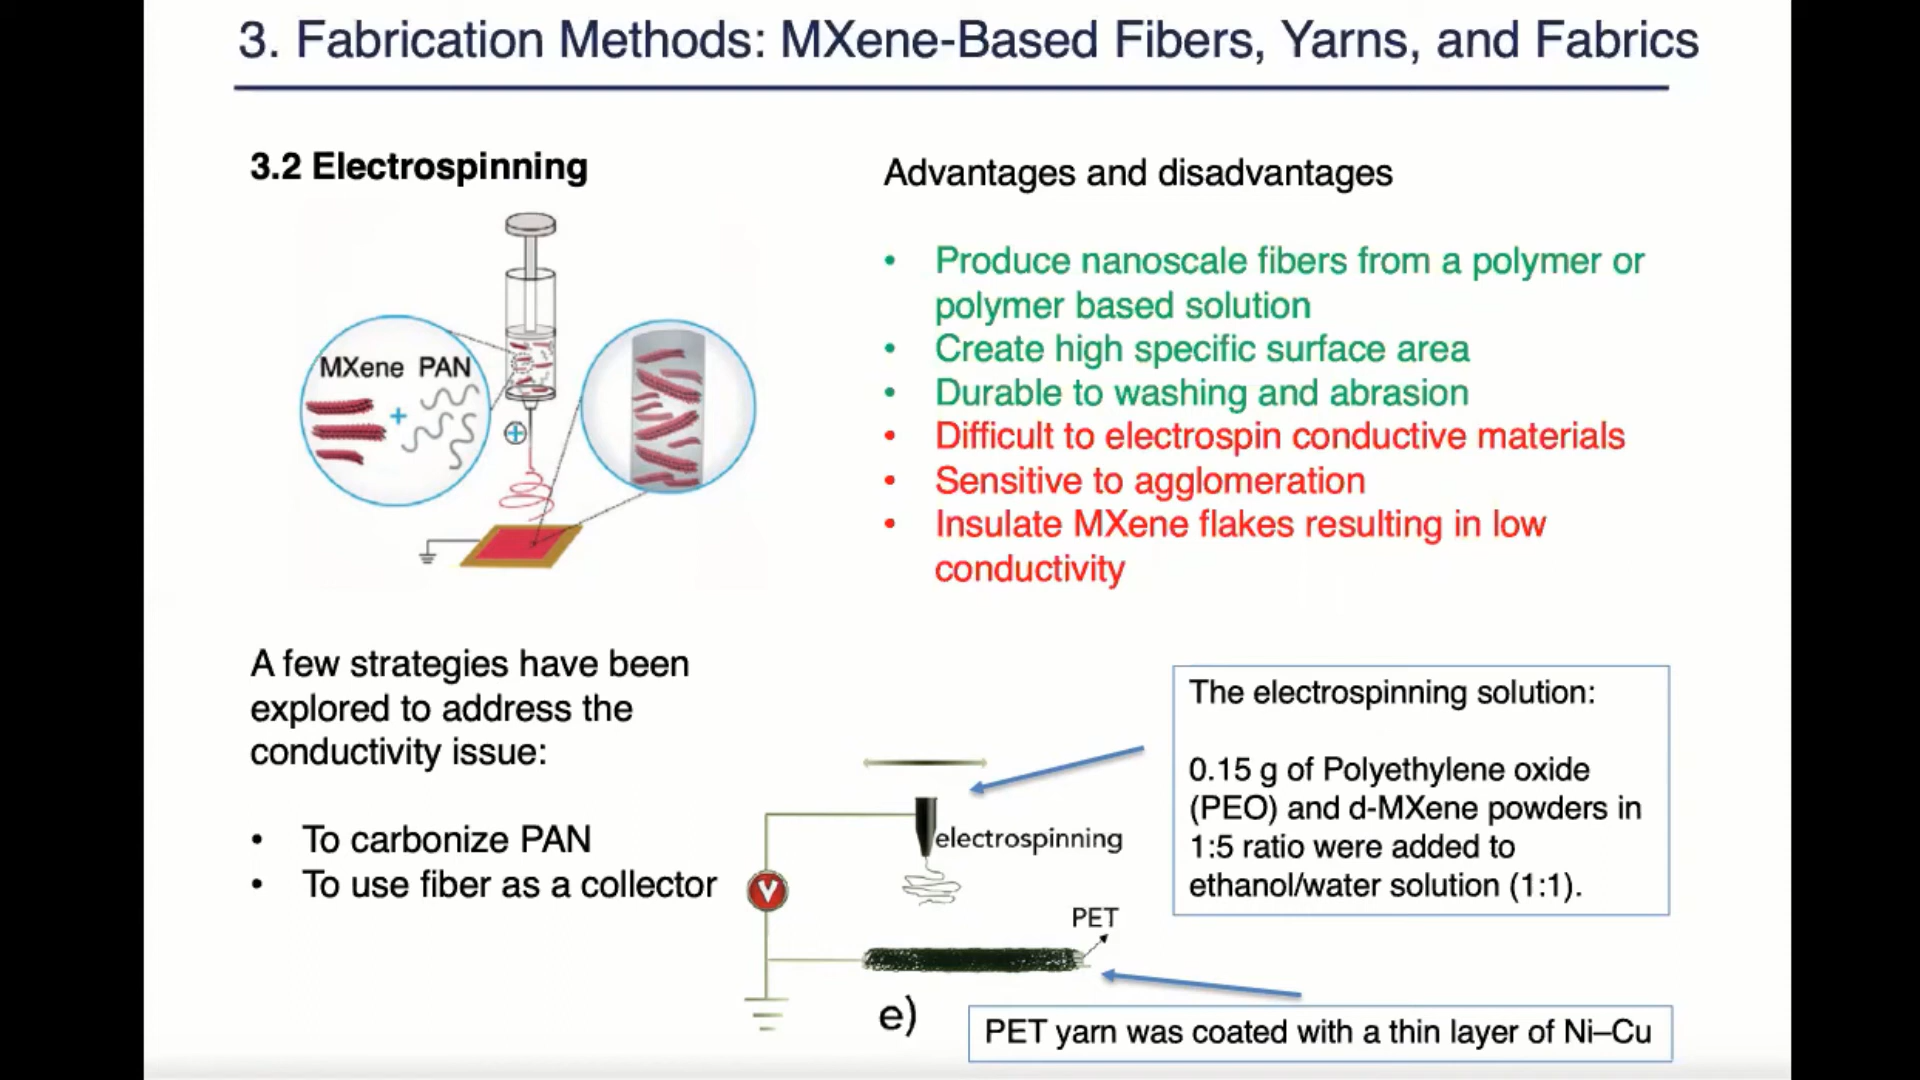 3. Fabrication Methods: MXene-Based Fibers, Yarns, and Fabrics
3.2 Electrospinning
MXene PAN
+
+
Advantages and disadvantages
• Produce nanoscale fibers from a polymer or
polymer based solution
• Create high specific surface area
• Durable to washing and abrasion
• Difficult to electrospin conductive materials
• Sensitive to agglomeration
• Insulate MXene flakes resulting in low
conductivity
A few strategies have been
explored to address the
conductivity issue:
• To carbonize PAN
• To use fiber as a collector
V
electrospinning
PET
e)
The electrospinning solution:
0.15 g of Polyethylene oxide
(PEO) and d-MXene powders in
1:5 ratio were added to
ethanol/water solution (1:1).
PET yarn was coated with a thin layer of Ni–Cu